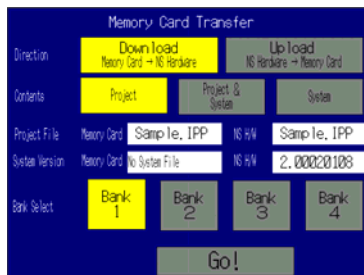 Memory Card Transfer
Direction
Download
Memory Card → NS Hardware
Upload
NS Hardware → Memory Card
Contents
Project
Project &
System
System
Project File Memory Card Sample.IPP NS H/W Sample.IPP
System Version Memory Card No System File NS H/W 2.00020108
Bank Select
Bank
1
Bank
2
Bank
3
Bank
4
Go!